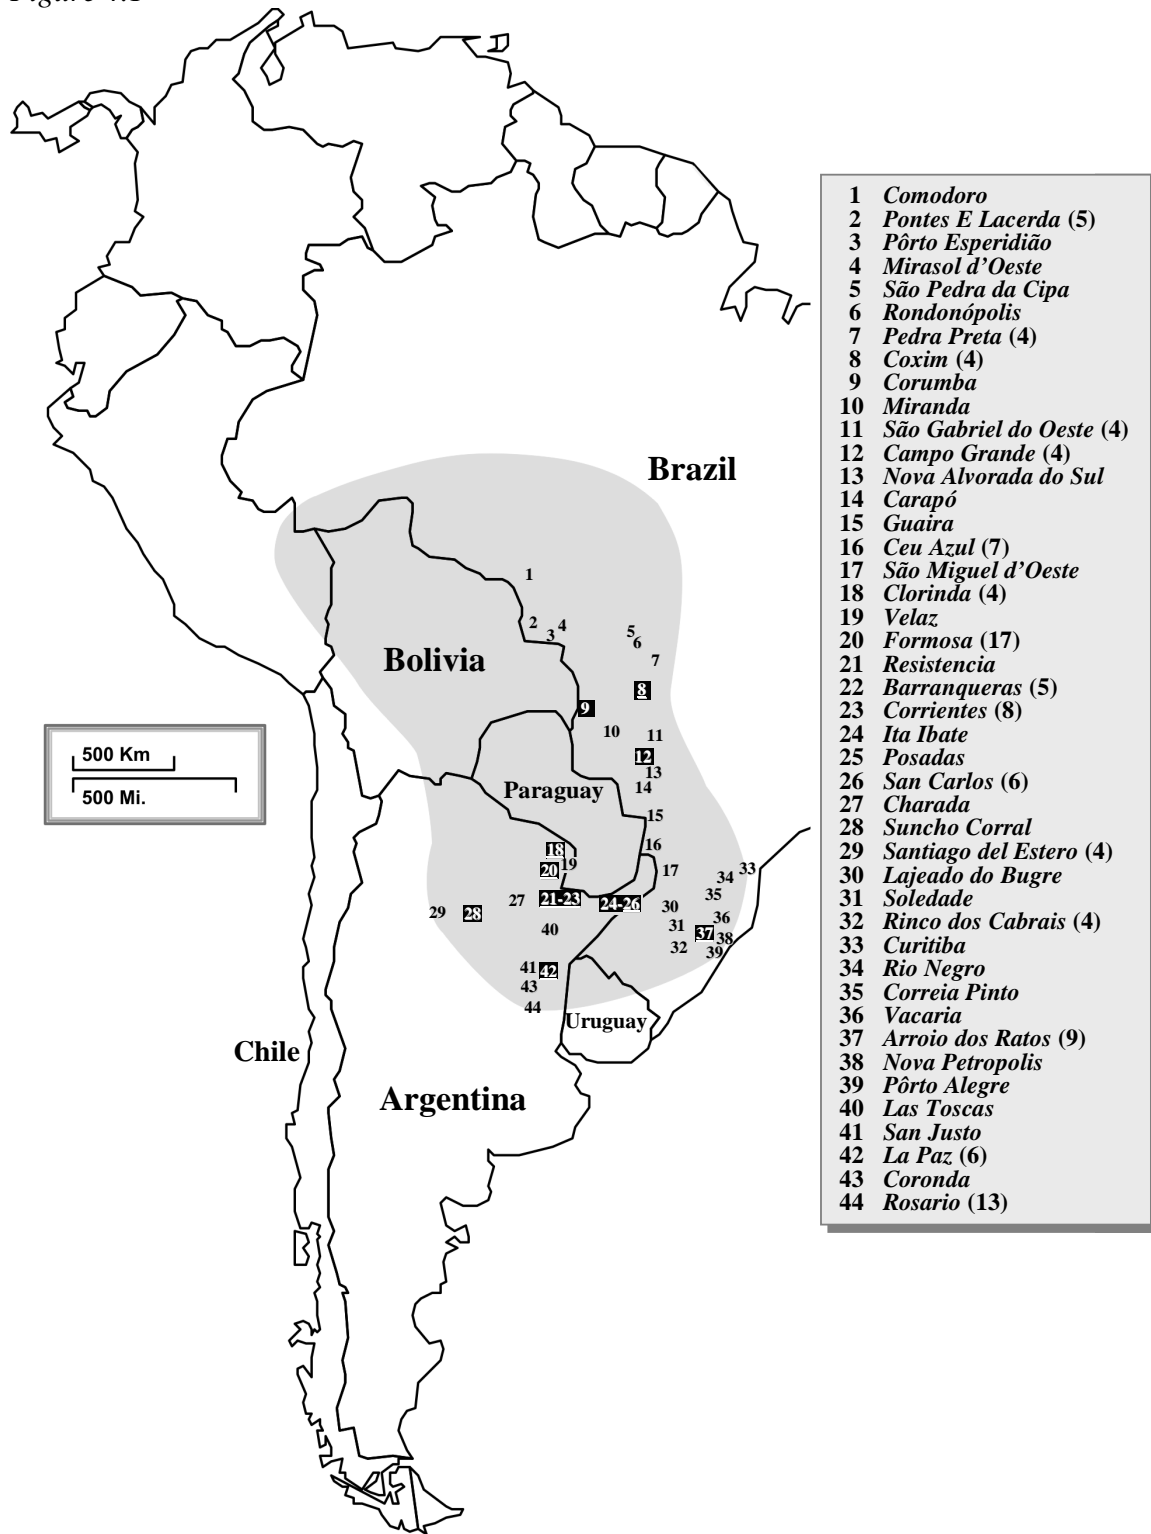 Brazil
Bolivia
Paraguay
Uruguay
Chile
Argentina
500 Km
500 Mi.
1
2
3
4
5
6
7
8
9
10
11
12
13
14
15
16
17
18
19
20
21-23
24-26
27
28
29
30
31
32
33
34
35
36
37
38
39
40
41
42
43
44
1 Comodoro
2 Pontes E Lacerda (5)
3 Pôrto Esperidião
4 Mirasol d’Oeste
5 São Pedra da Cipa
6 Rondonópolis
7 Pedra Preta (4)
8 Coxim (4)
9 Corumba
10 Miranda
11 São Gabriel do Oeste (4)
12 Campo Grande (4)
13 Nova Alvorada do Sul
14 Carapó
15 Guaira
16 Ceu Azul (7)
17 São Miguel d’Oeste
18 Clorinda (4)
19 Velaz
20 Formosa (17)
21 Resistencia
22 Barranqueras (5)
23 Corrientes (8)
24 Ita Ibate
25 Posadas
26 San Carlos (6)
27 Charada
28 Suncho Corral
29 Santiago del Estero (4)
30 Lajeado do Bugre
31 Soledade
32 Rinco dos Cabrais (4)
33 Curitiba
34 Rio Negro
35 Correia Pinto
36 Vacaria
37 Arroio dos Ratos (9)
38 Nova Petropolis
39 Pôrto Alegre
40 Las Toscas
41 San Justo
42 La Paz (6)
43 Coronda
44 Rosario (13)